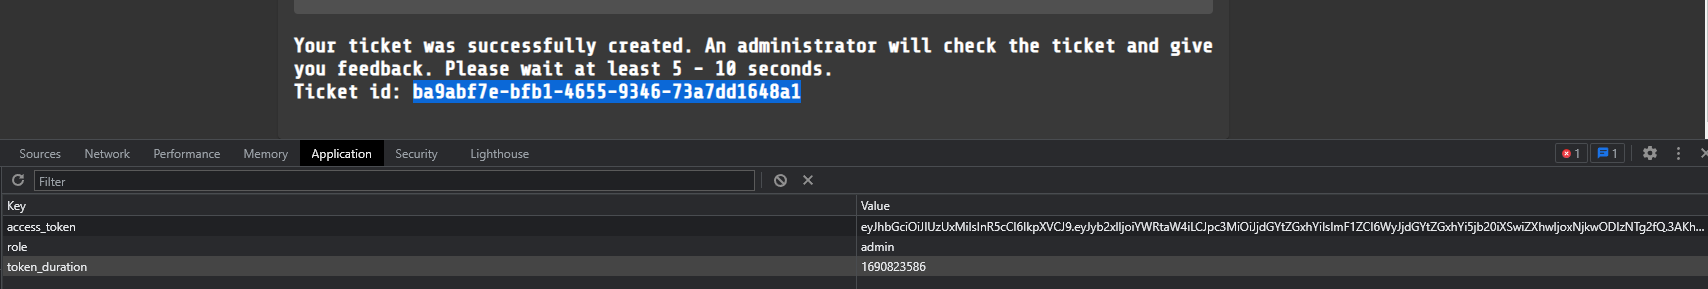 Your ticket was successfully created. An administrator will check the ticket and give
you feedback. Please wait at least 5 - 10 seconds.
Ticket id: ba9abf7e-bfb1-4655-9346-73a7dd1648a1
Sources Network Performance Memory Application Security Lighthouse 1 1
Filter
Key Value
access_token eyJhbGciOiJIUzUxMiIsInR5cCI6IkpXVCJ9.eyJyb2xlIjoiYWRtaW4iLCJpc3MiOiJjdGYtZGxhYiIsImF1ZCI6WyJjdGYtZGxhYi5jb20iXSwiZXhwIjoxNjkwODIzNTg2fQ.3AKh...
role admin
token_duration 1690823586